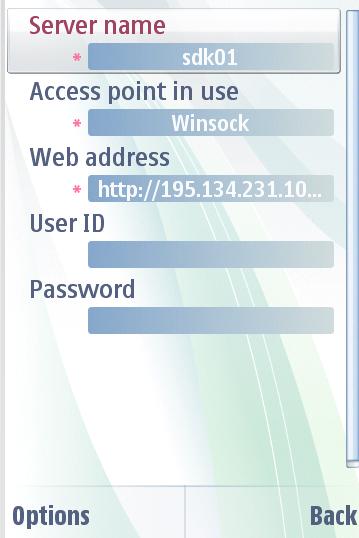 Server name
* sdk01
Access point in use
* Winsock
Web address
* http://195.134.231.10...
User ID
Password
Options Back